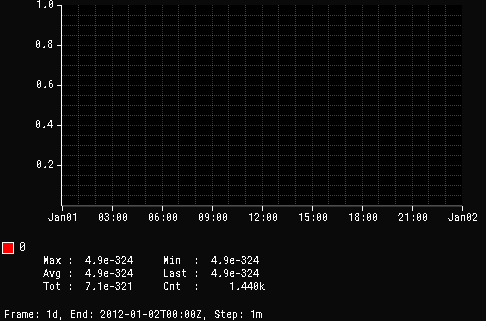 1.0
0.8
0.6
0.4
0.2
Jan01 03:00 06:00 09:00 12:00 15:00 18:00 21:00 Jan02
0
Max : 4.9e-324 Min : 4.9e-324
Avg : 4.9e-324 Last : 4.9e-324
Tot : 7.1e-321 Cnt : 1.440k
Frame: 1d, End: 2012-01-02T00:00Z, Step: 1m